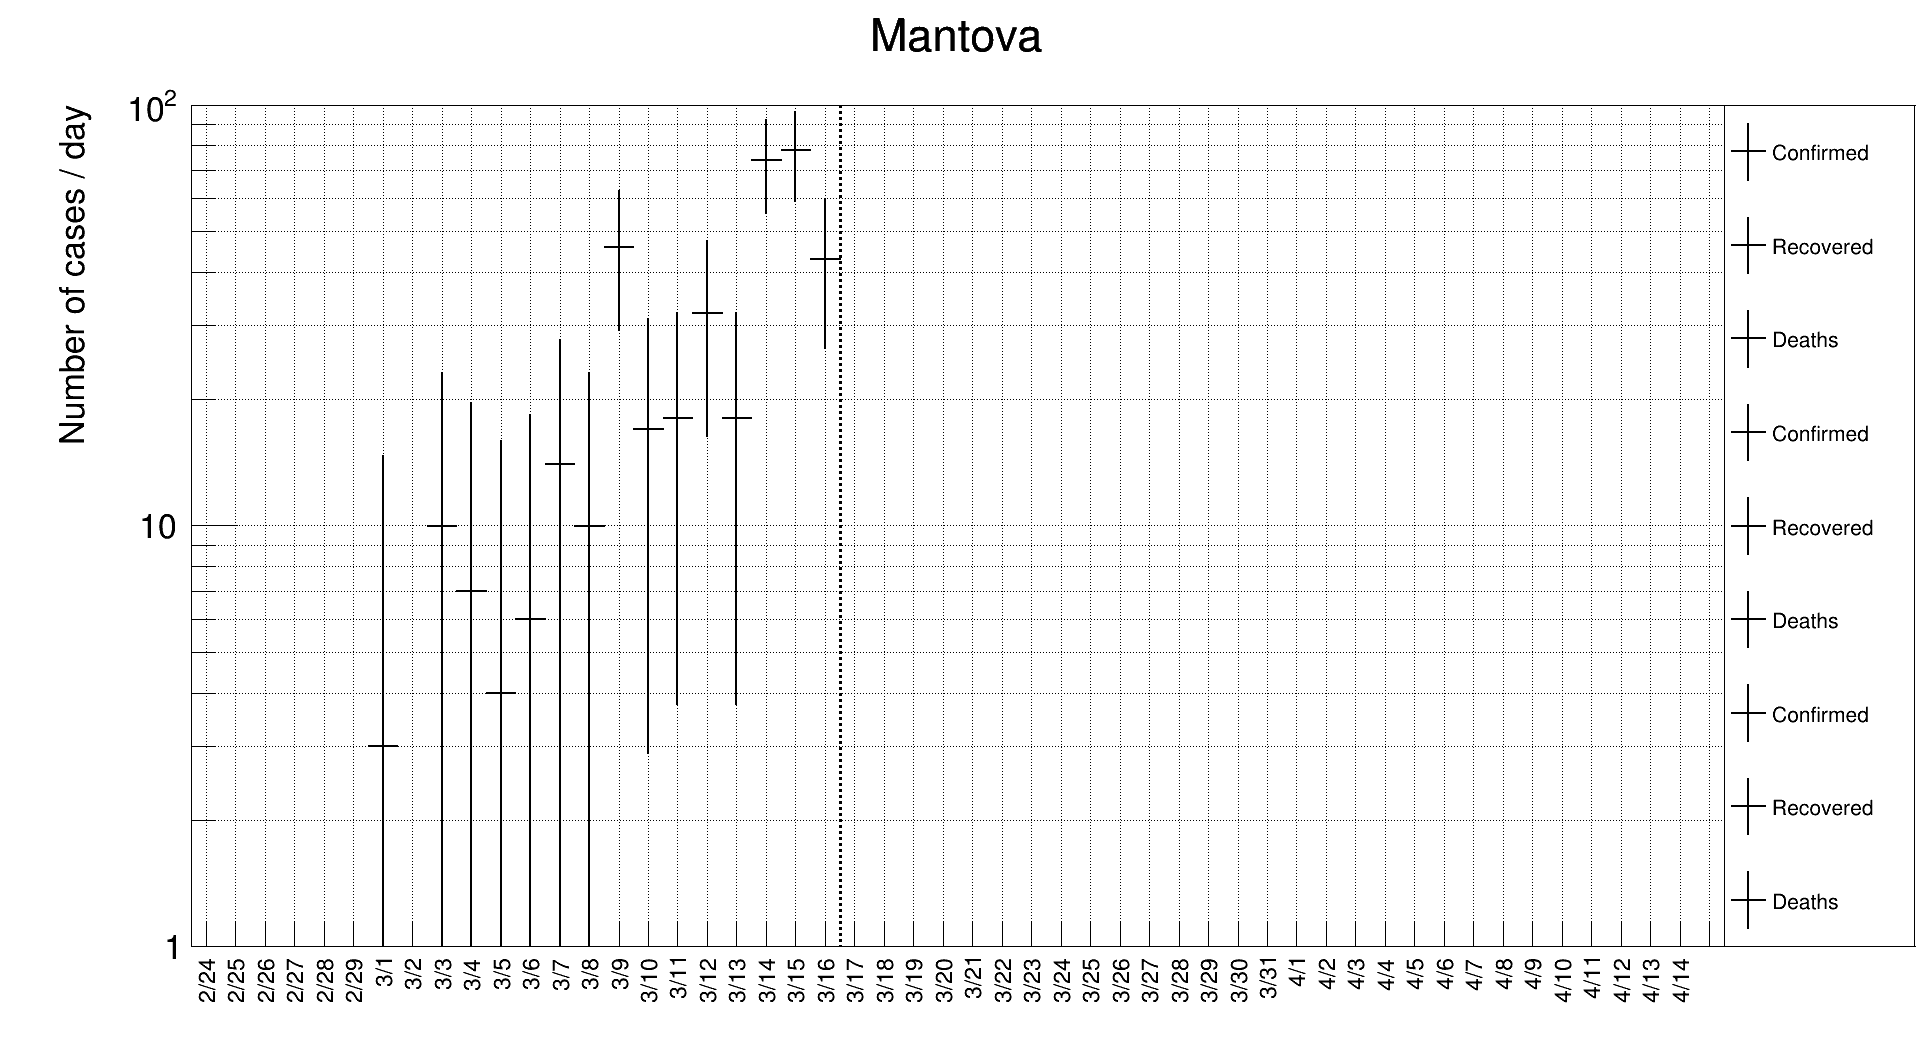 Mantova
Number of cases / day
10²
10
1
2/24 2/25 2/26 2/27 2/28 2/29 3/1 3/2 3/3 3/4 3/5 3/6 3/7 3/8 3/9 3/10 3/11 3/12 3/13 3/14 3/15 3/16 3/17 3/18 3/19 3/20 3/21 3/22 3/23 3/24 3/25 3/26 3/27 3/28 3/29 3/30 3/31 4/1 4/2 4/3 4/4 4/5 4/6 4/7 4/8 4/9 4/10 4/11 4/12 4/13 4/14
Confirmed
Recovered
Deaths
Confirmed
Recovered
Deaths
Confirmed
Recovered
Deaths